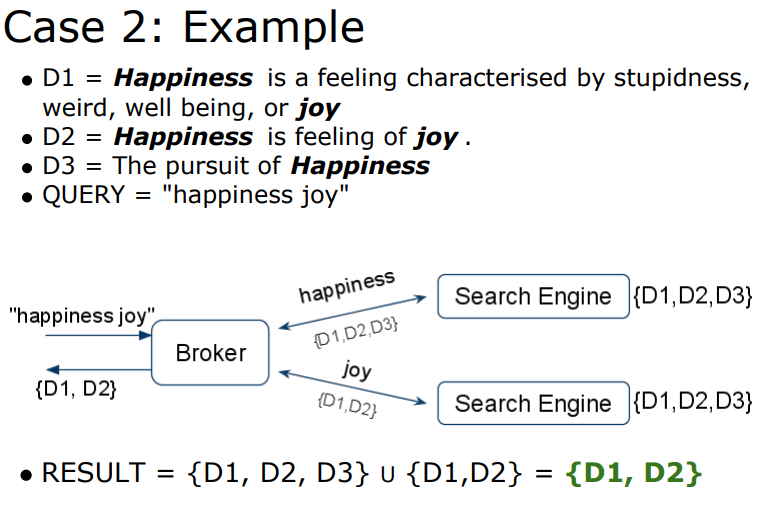 Case 2: Example
● D1 = Happiness is a feeling characterised by stupidness,
weird, well being, or joy
● D2 = Happiness is feeling of joy .
● D3 = The pursuit of Happiness
● QUERY = "happiness joy"
happiness
Search Engine {D1,D2,D3}
"happiness joy"
{D1,D2,D3}
Broker
joy
{D1, D2}
{D1,D2}
Search Engine {D1,D2,D3}
● RESULT = {D1, D2, D3} ∪ {D1,D2} = {D1, D2}